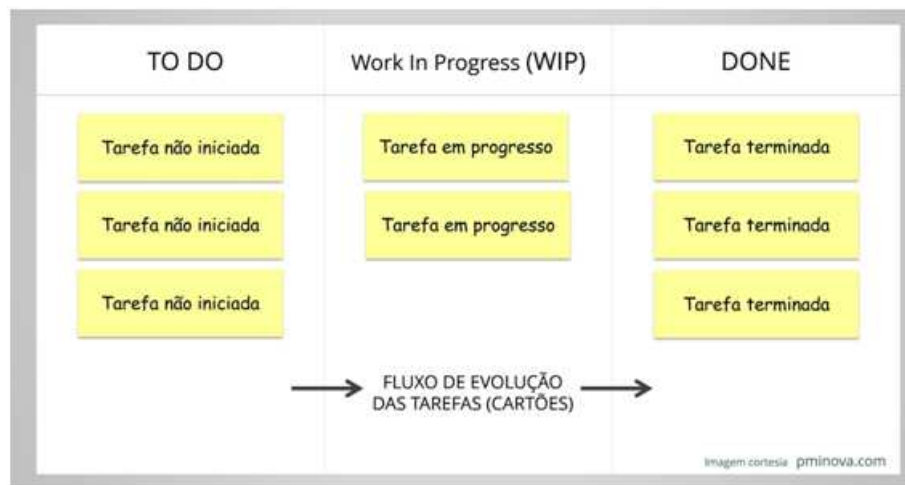 TO DO
Work In Progress (WIP)
DONE
Tarefa não iniciada
Tarefa não iniciada
Tarefa não iniciada
Tarefa em progresso
Tarefa em progresso
Tarefa terminada
Tarefa terminada
Tarefa terminada
FLUXO DE EVOLUÇÃO
DAS TAREFAS (CARTÕES)
Imagem cortesia pminova.com